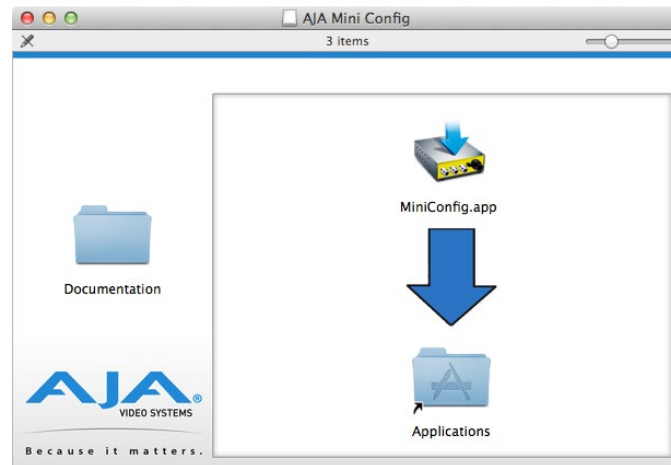 AJA Mini Config
3 items
MiniConfig.app
Documentation
Applications
AJA®
VIDEO SYSTEMS
Because it matters.